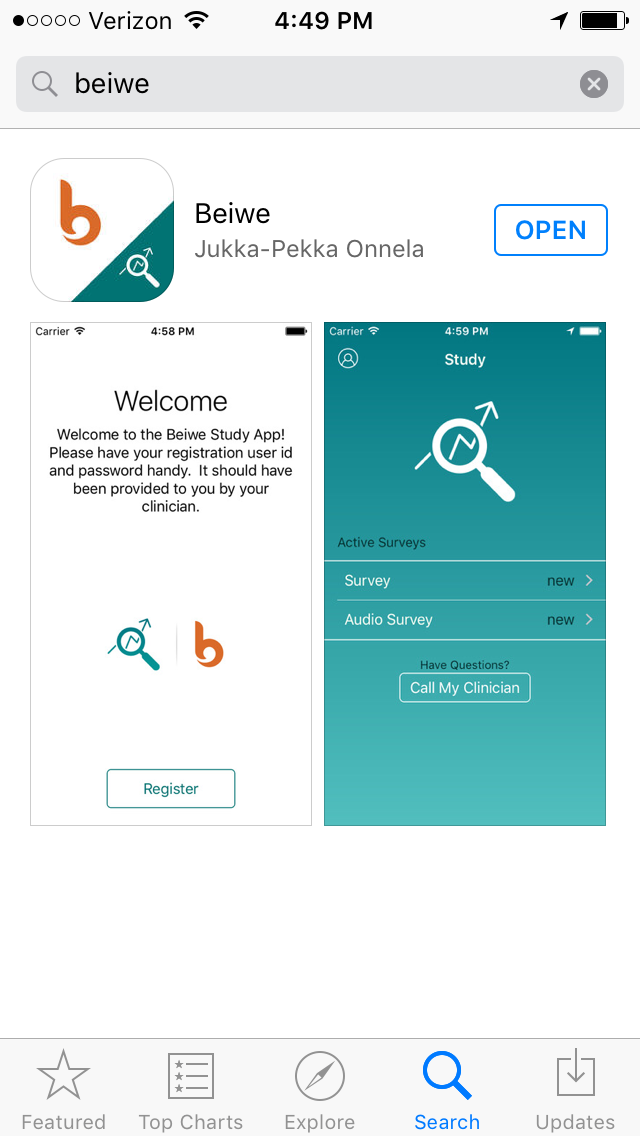 Verizon 4:49 PM
beiwe
Beiwe
Jukka-Pekka Onnela
OPEN
Carrier 4:58 PM
Welcome
Welcome to the Beiwe Study App!
Please have your registration user id
and password handy. It should have
been provided to you by your
clinician.
Register
Carrier 4:59 PM
Study
Active Surveys
Survey new
Audio Survey new
Have Questions?
Call My Clinician
Featured Top Charts Explore Search Updates